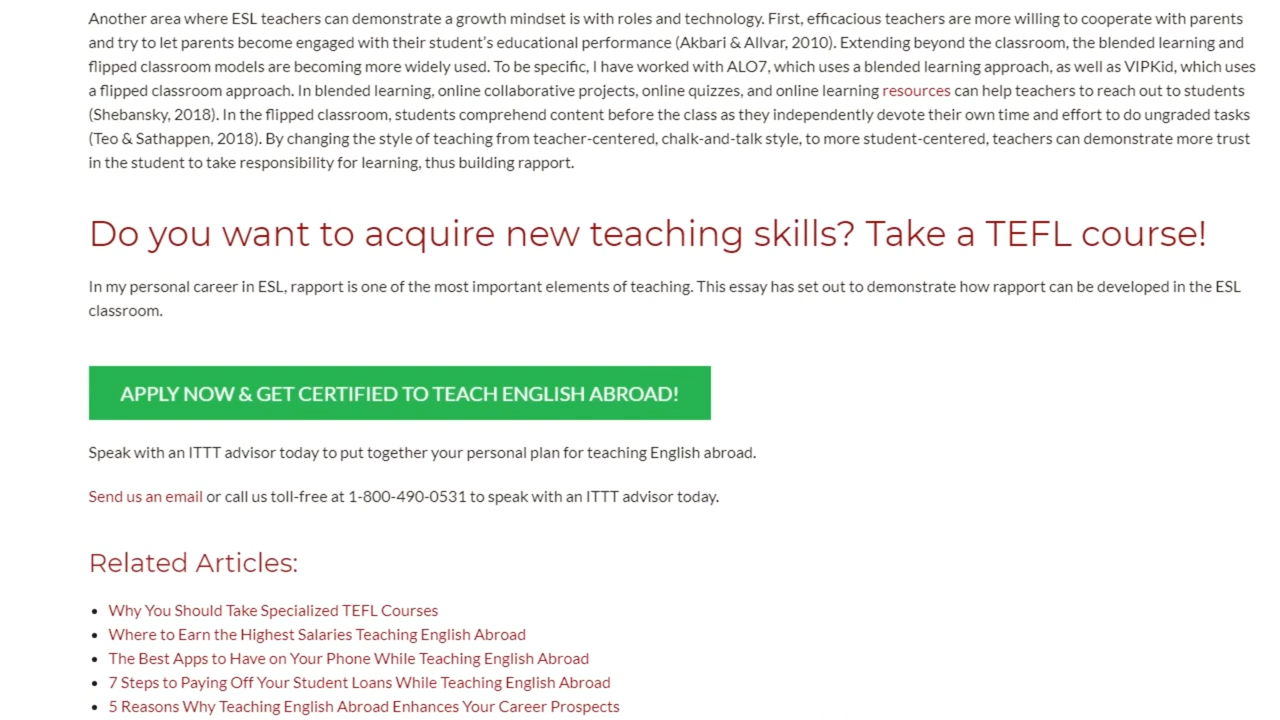 Another area where ESL teachers can demonstrate a growth mindset is with roles and technology. First, efficacious teachers are more willing to cooperate with parents
and try to let parents become engaged with their student's educational performance (Akbari & Allvar, 2010). Extending beyond the classroom, the blended learning and
flipped classroom models are becoming more widely used. To be specific, I have worked with ALO7, which uses a blended learning approach, as well as VIPKid, which uses
a flipped classroom approach. In blended learning, online collaborative projects, online quizzes, and online learning resources can help teachers to reach out to students
(Shebansky, 2018). In the flipped classroom, students comprehend content before the class as they independently devote their own time and effort to do ungraded tasks
(Teo & Sathappen, 2018). By changing the style of teaching from teacher-centered, chalk-and-talk style, to more student-centered, teachers can demonstrate more trust
in the student to take responsibility for learning, thus building rapport.
Do you want to acquire new teaching skills? Take a TEFL course!
In my personal career in ESL, rapport is one of the most important elements of teaching. This essay has set out to demonstrate how rapport can be developed in the ESL
classroom.
APPLY NOW & GET CERTIFIED TO TEACH ENGLISH ABROAD!
Speak with an ITTT advisor today to put together your personal plan for teaching English abroad.
Send us an email or call us toll-free at 1-800-490-0531 to speak with an ITTT advisor today.
Related Articles:
• Why You Should Take Specialized TEFL Courses
• Where to Earn the Highest Salaries Teaching English Abroad
• The Best Apps to Have on Your Phone While Teaching English Abroad
• 7 Steps to Paying Off Your Student Loans While Teaching English Abroad
• 5 Reasons Why Teaching English Abroad Enhances Your Career Prospects